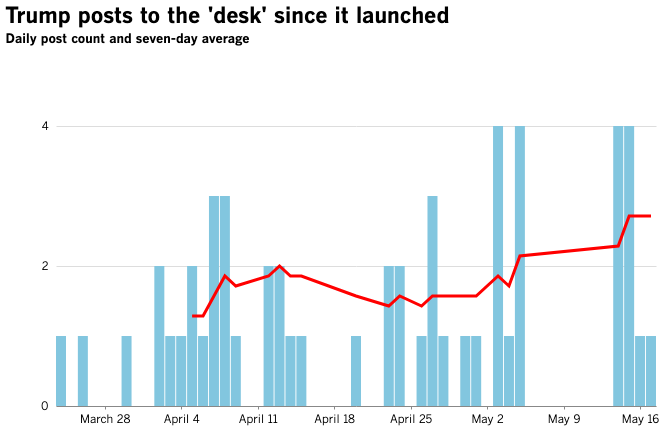 Trump posts to the 'desk' since it launched
Daily post count and seven-day average
4
2
0
March 28
April 4
April 11
April 18
April 25
May 2
May 9
May 16